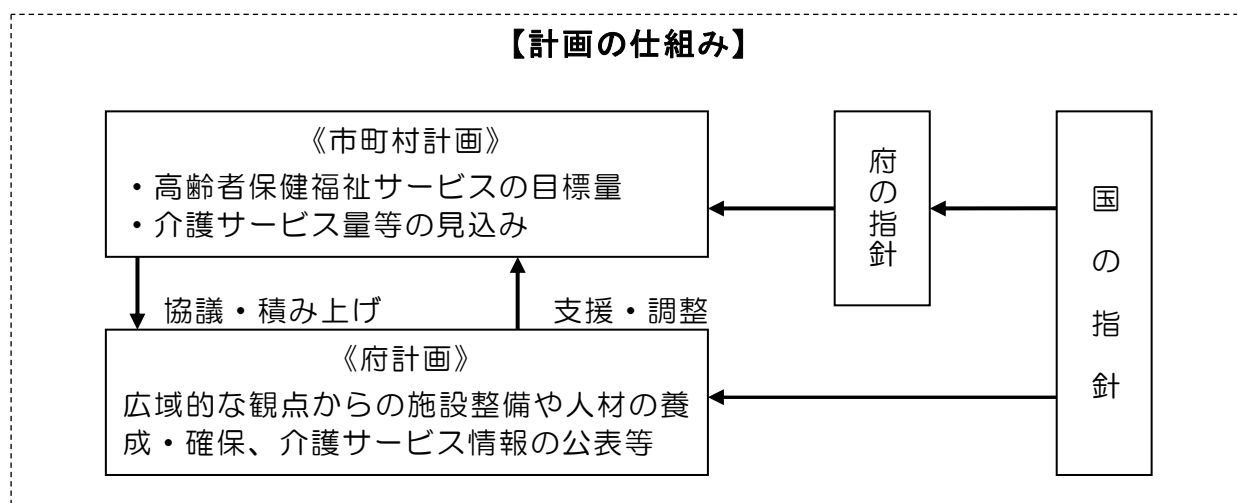 【計画の仕組み】
《市町村計画》
・高齢者保健福祉サービスの目標量
・介護サービス量等の見込み
府の指針
国の指針
協議・積み上げ
支援・調整
《府計画》
広域的な観点からの施設整備や人材の養
成・確保、介護サービス情報の公表等